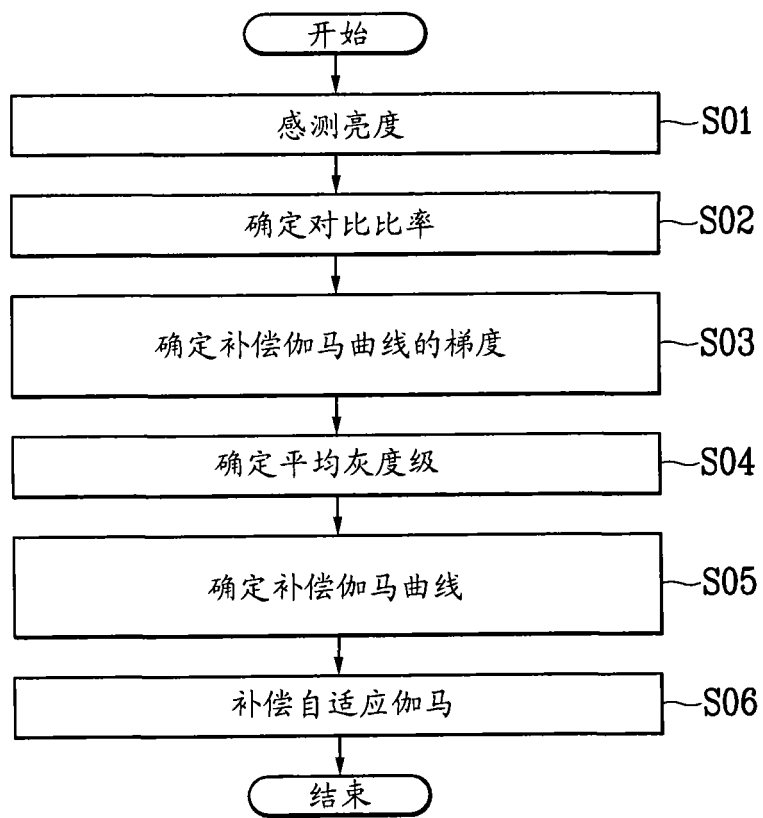 开始
感测亮度 S01
确定对比比率 S02
确定补偿伽马曲线的梯度 S03
确定平均灰度级 S04
确定补偿伽马曲线 S05
补偿自适应伽马 S06
结束